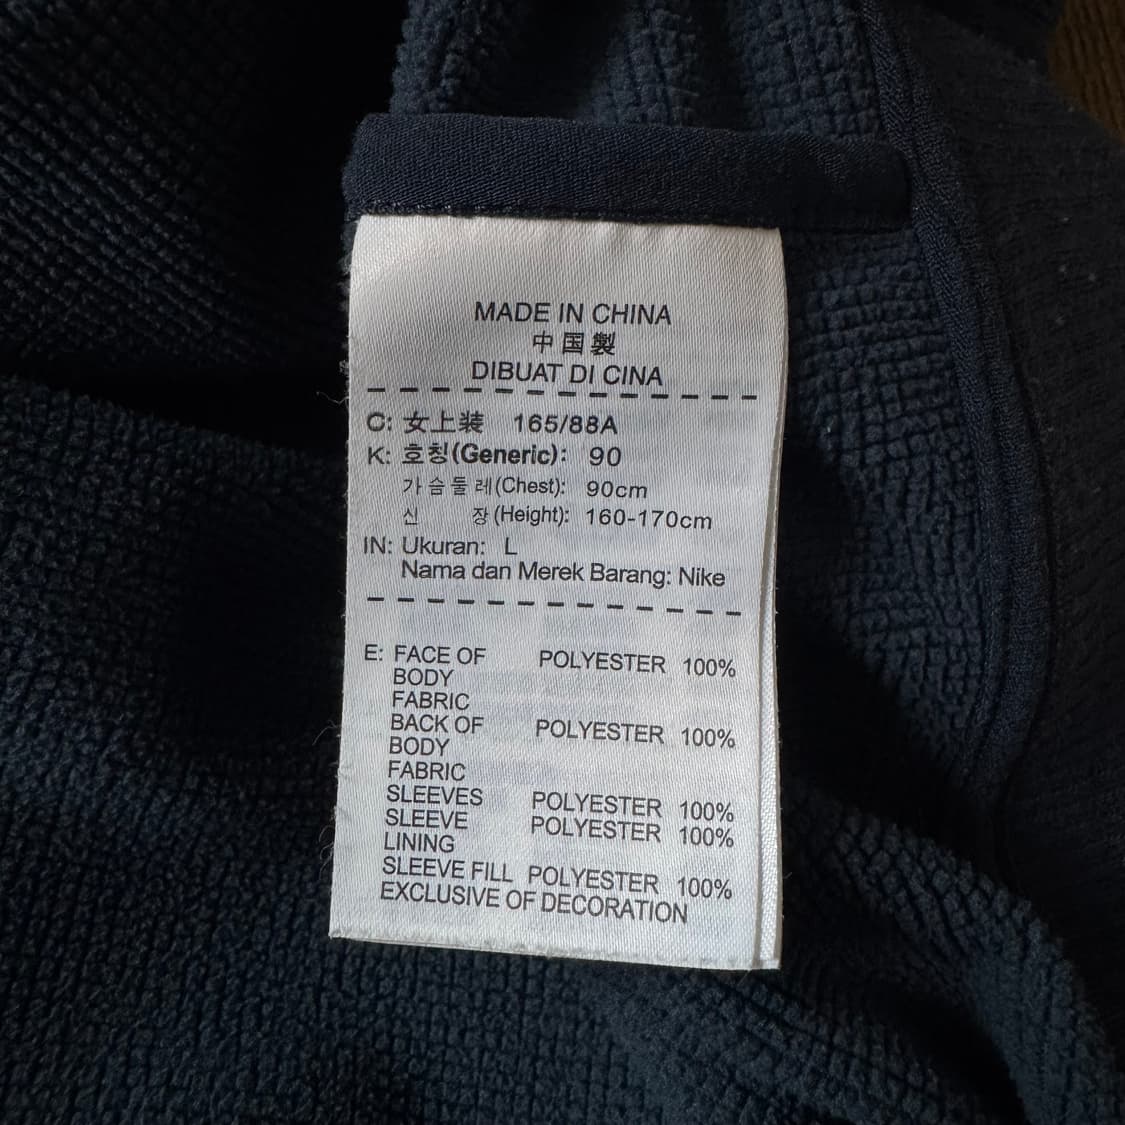 MADE IN CHINA
中国製
DIBUAT DI CINA
C: 女上装 165/88A
K: 호칭(Generic): 90
가슴둘레(Chest): 90cm
신 장(Height): 160-170cm
IN: Ukuran: L
Nama dan Merek Barang: Nike
E: FACE OF POLYESTER 100%
BODY
FABRIC
BACK OF POLYESTER 100%
BODY
FABRIC
SLEEVES POLYESTER 100%
SLEEVE POLYESTER 100%
LINING
SLEEVE FILL POLYESTER 100%
EXCLUSIVE OF DECORATION